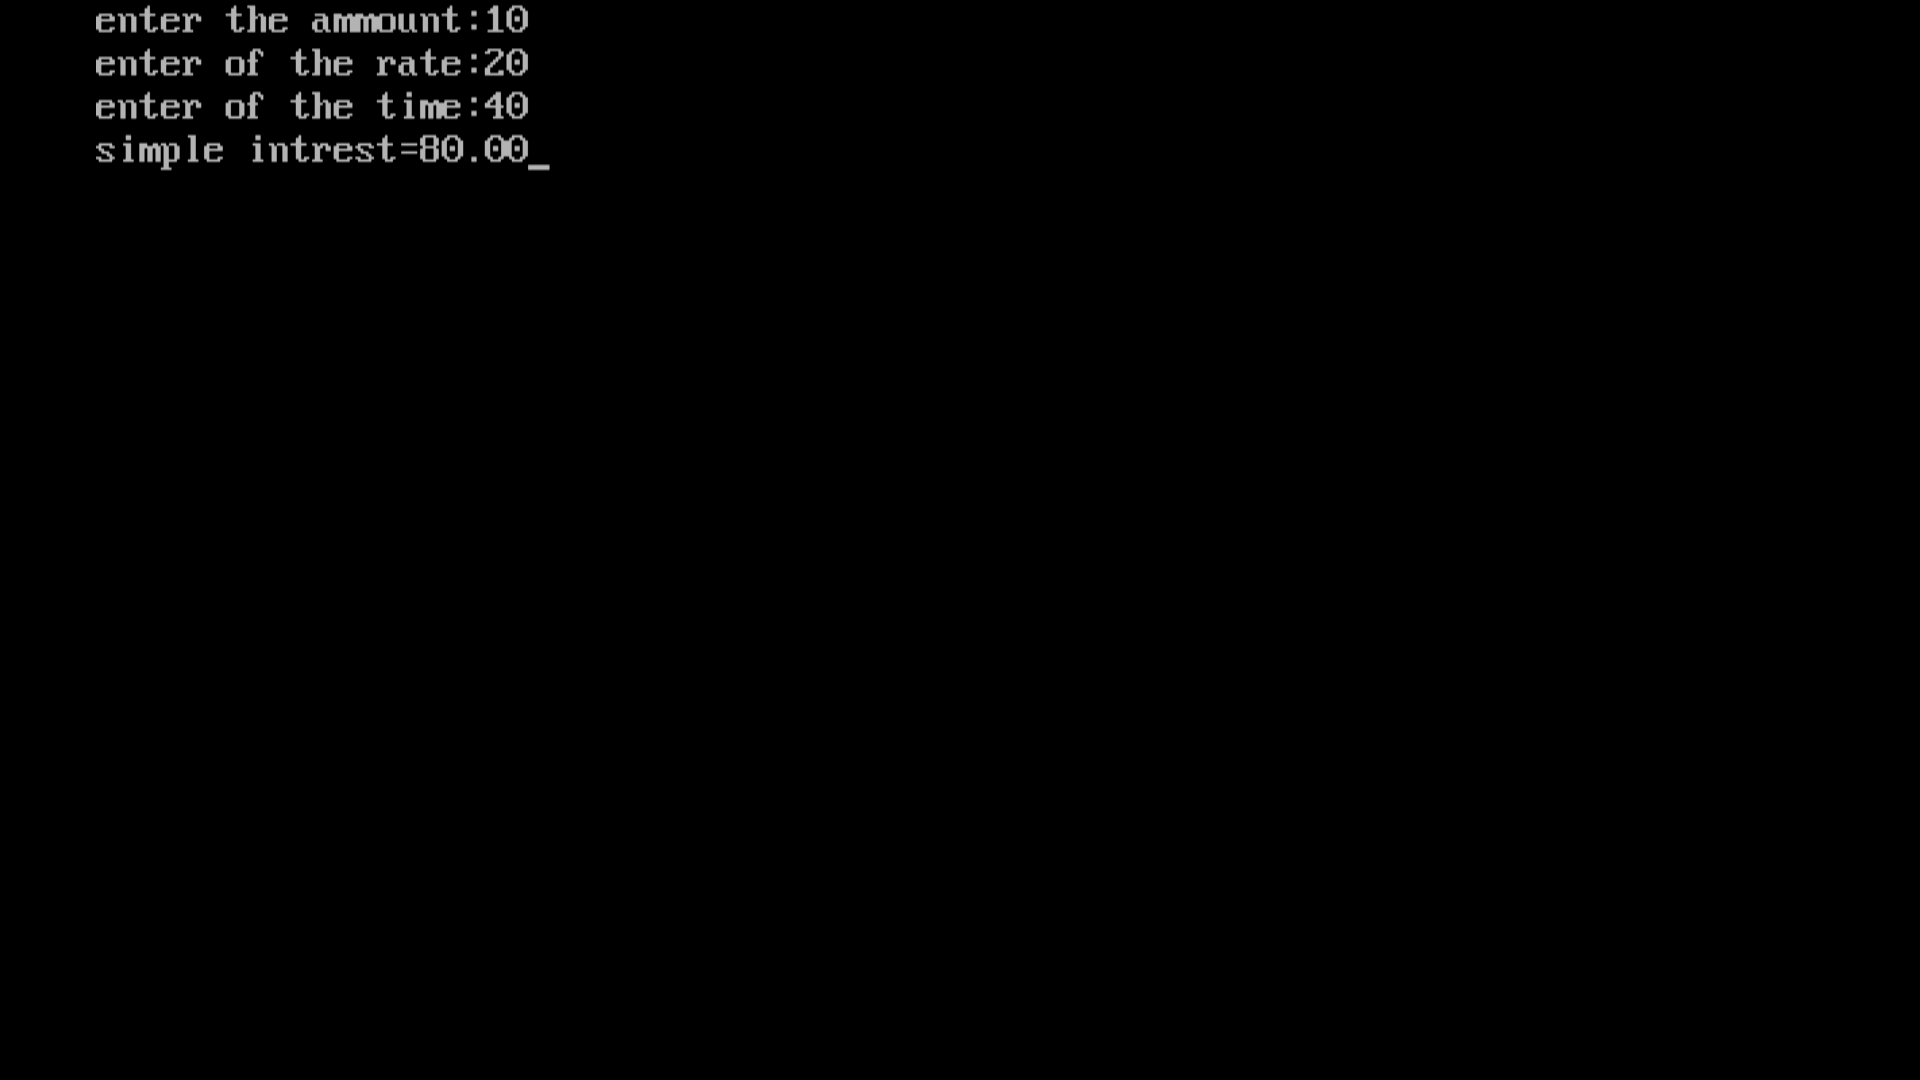 enter the ammount:10
enter of the rate:20
enter of the time:40
simple intrest=80.00_